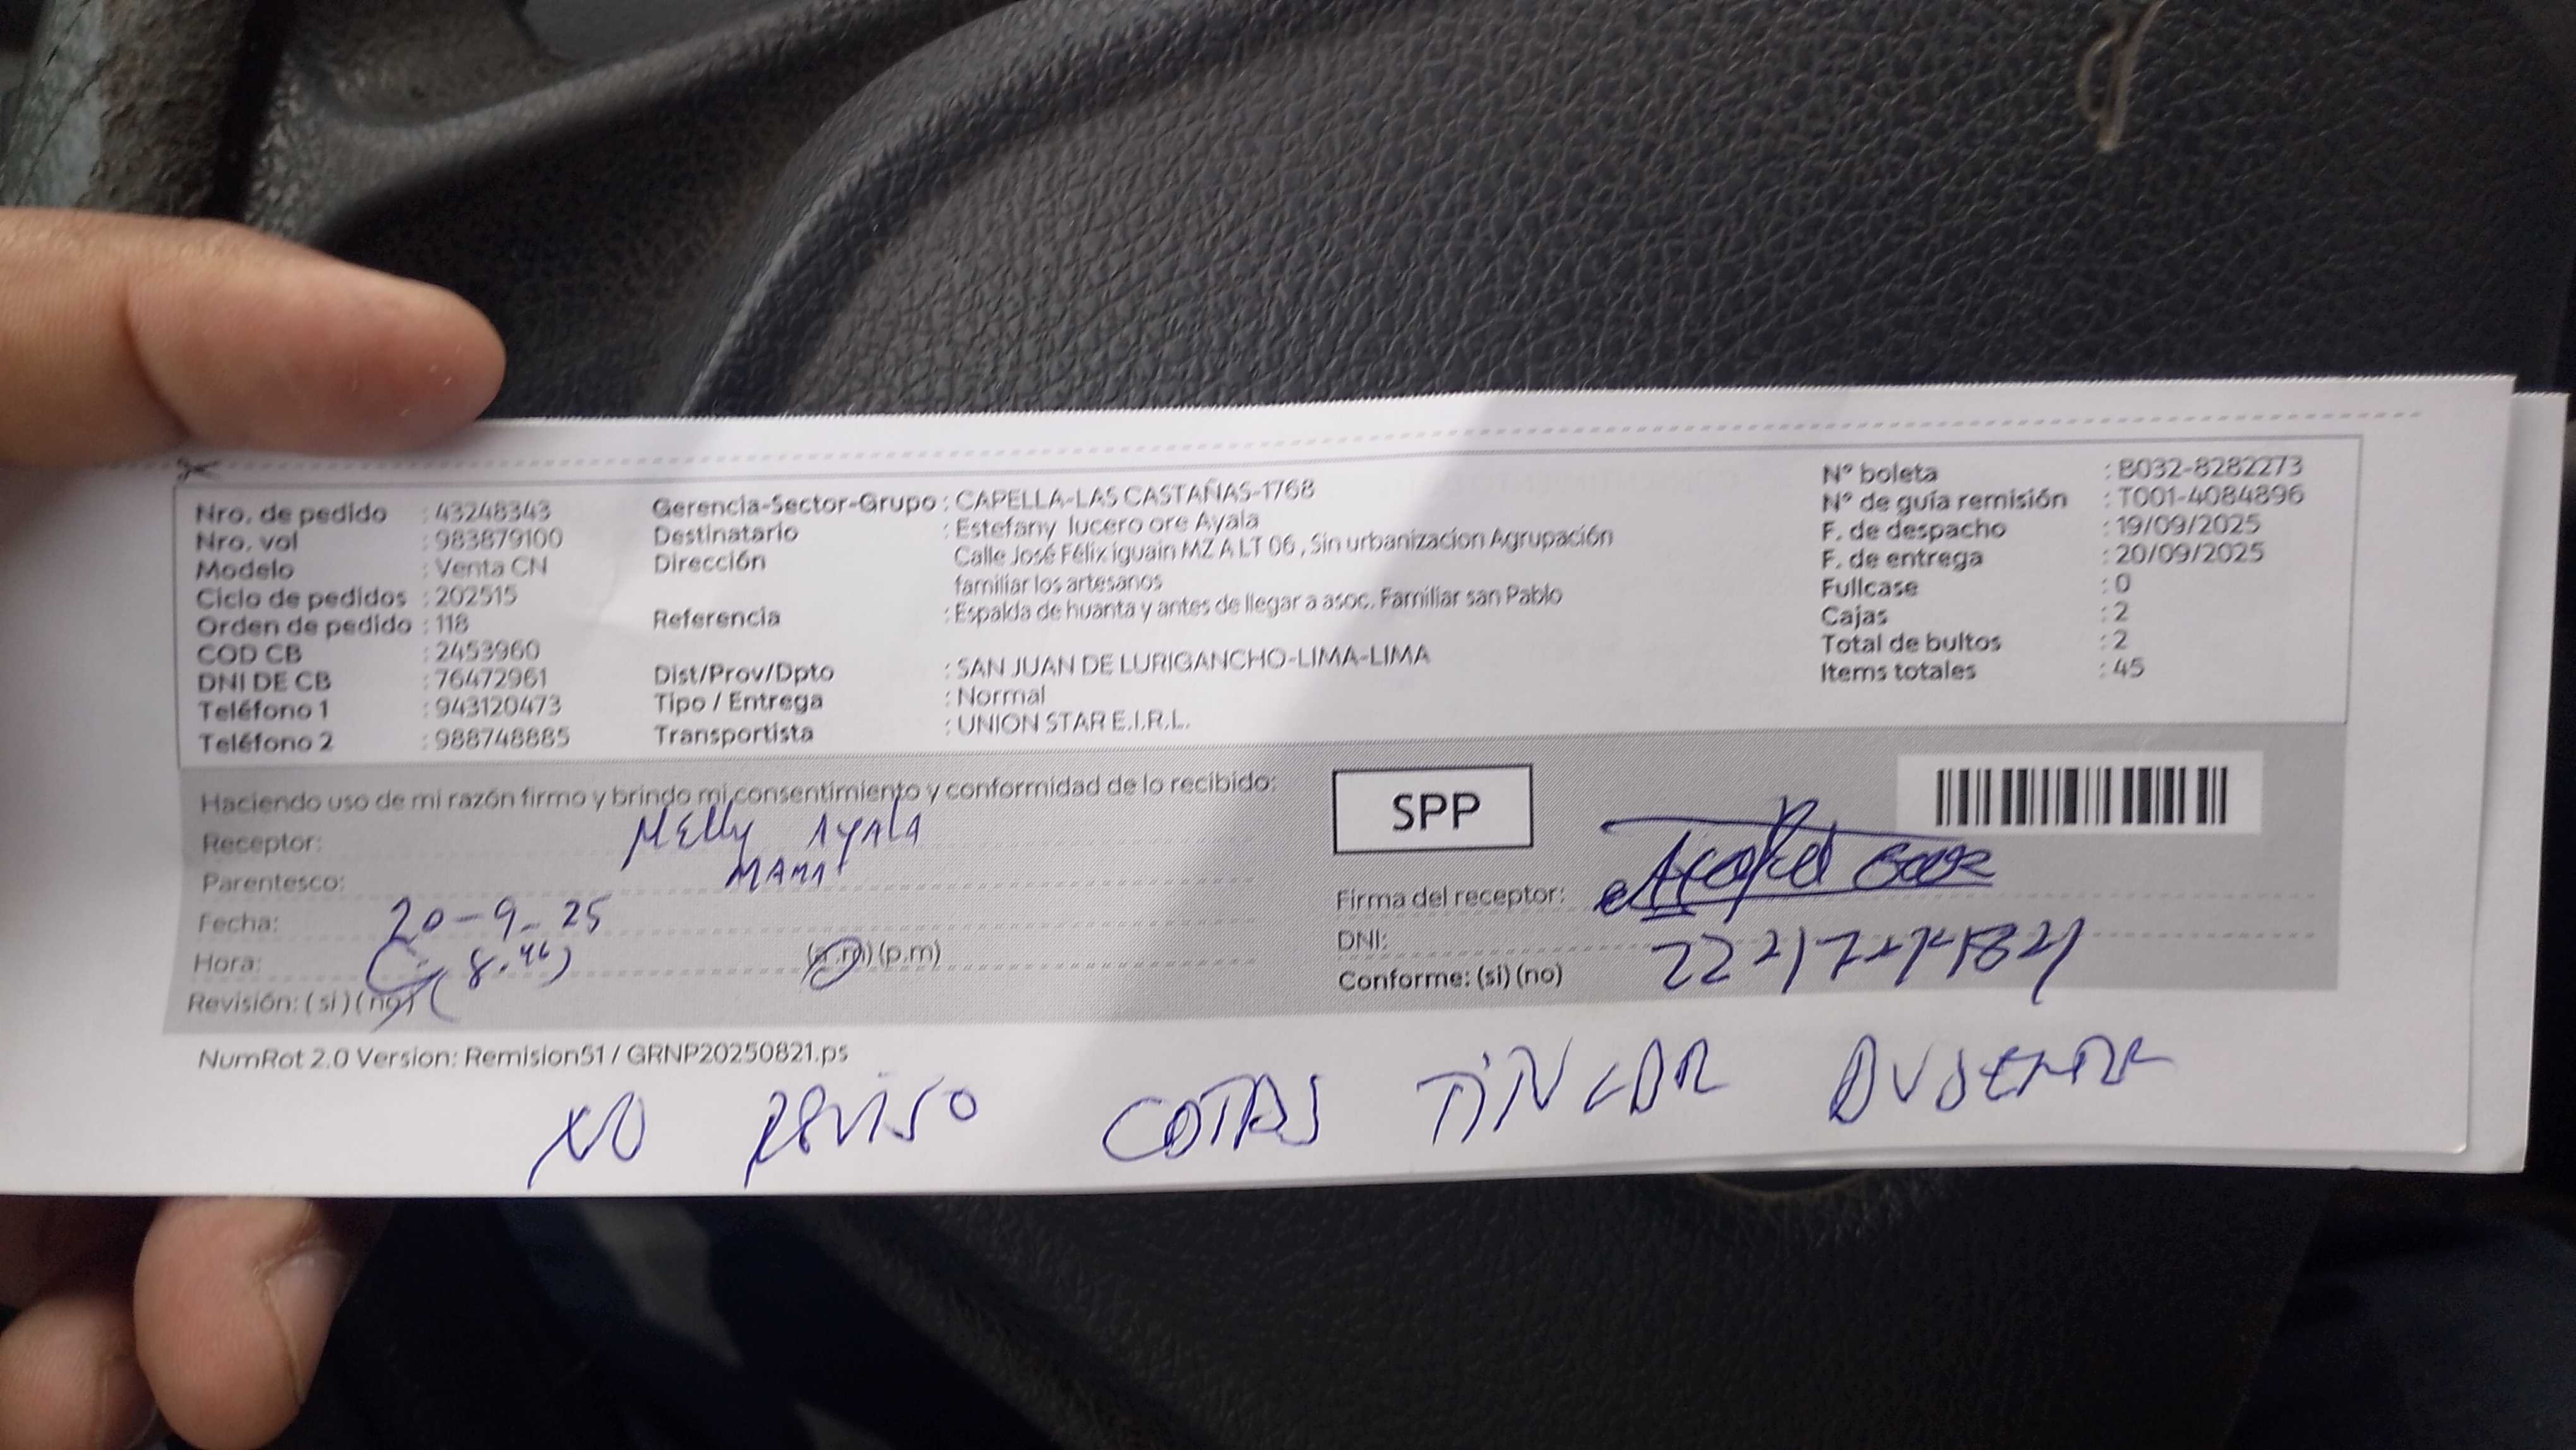 Nro. de pedido : 43248343
Nro. vol : 983879100
Modelo : Venta CN
Ciclo de pedidos : 202515
Orden de pedido : 118
COD CB : 2453960
DNI DE CB : 76472961
Teléfono 1 : 943120473
Teléfono 2 : 988748885
Gerencia-Sector-Grupo : CAPELLA-LAS CASTAÑAS-1768
Destinatario : Estefany lucero ore Ayala
Dirección Calle José Félix iguain MZ A LT 06 , Sin urbanizacion Agrupación
familiar los artesanos
Referencia : Espalda de huanta y antes de llegar a asoc. Familiar san Pablo
Dist/Prov/Dpto : SAN JUAN DE LURIGANCHO-LIMA-LIMA
Tipo / Entrega : Normal
Transportista : UNION STAR E.I.R.L.
N° boleta : B032-8282273
N° de guía remisión : T001-4084896
F. de despacho : 19/09/2025
F. de entrega : 20/09/2025
Fullcase : 0
Cajas : 2
Total de bultos : 2
Items totales : 45
Haciendo uso de mi razón firmo y brindo mi consentimiento y conformidad de lo recibido:
Receptor: MElly AYALA
Parentesco: MAMA
Fecha: 20-9-25
Hora: 8:46 (a.m) (p.m)
Revisión: (si) (no)
SPP
Firma del receptor:
DNI:
Conforme: (si) (no)
NumRot 2.0 Version: Remision51 / GRNP20250821.ps
NO REVISO